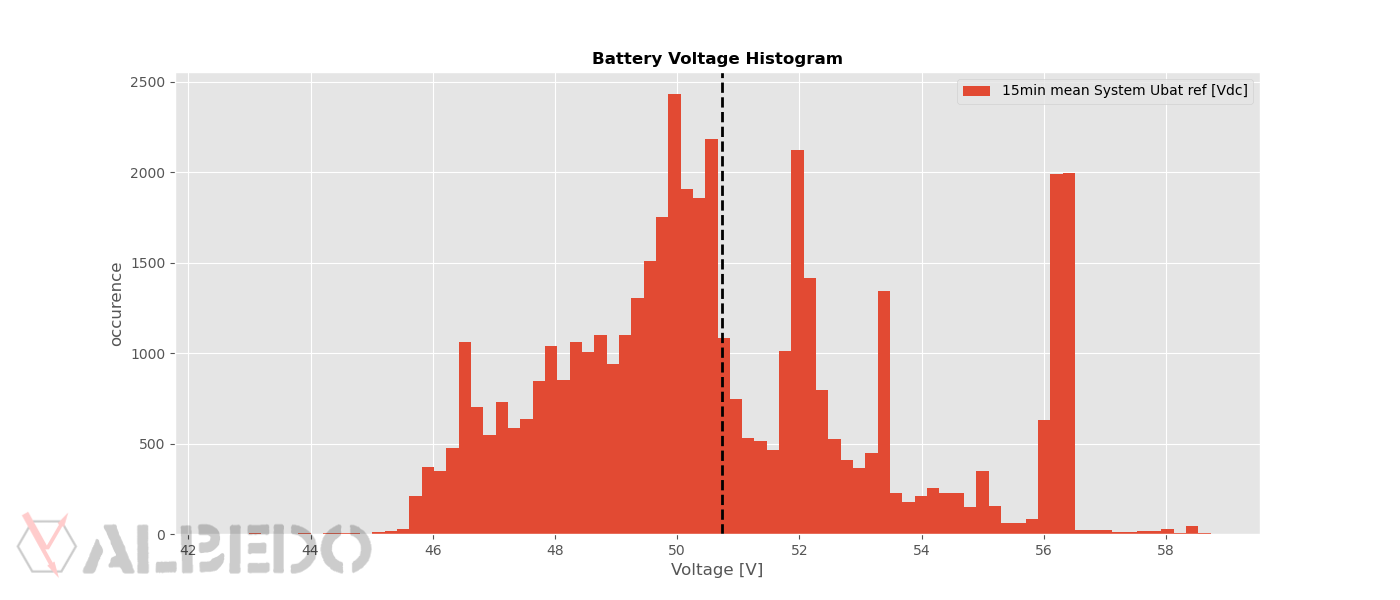 Battery Voltage Histogram
15min mean System Ubat ref [Vdc]
2500
2000
1500
1000
500
0
occurence
42 44 46 48 50 52 54 56 58
Voltage [V]
ALBEDO